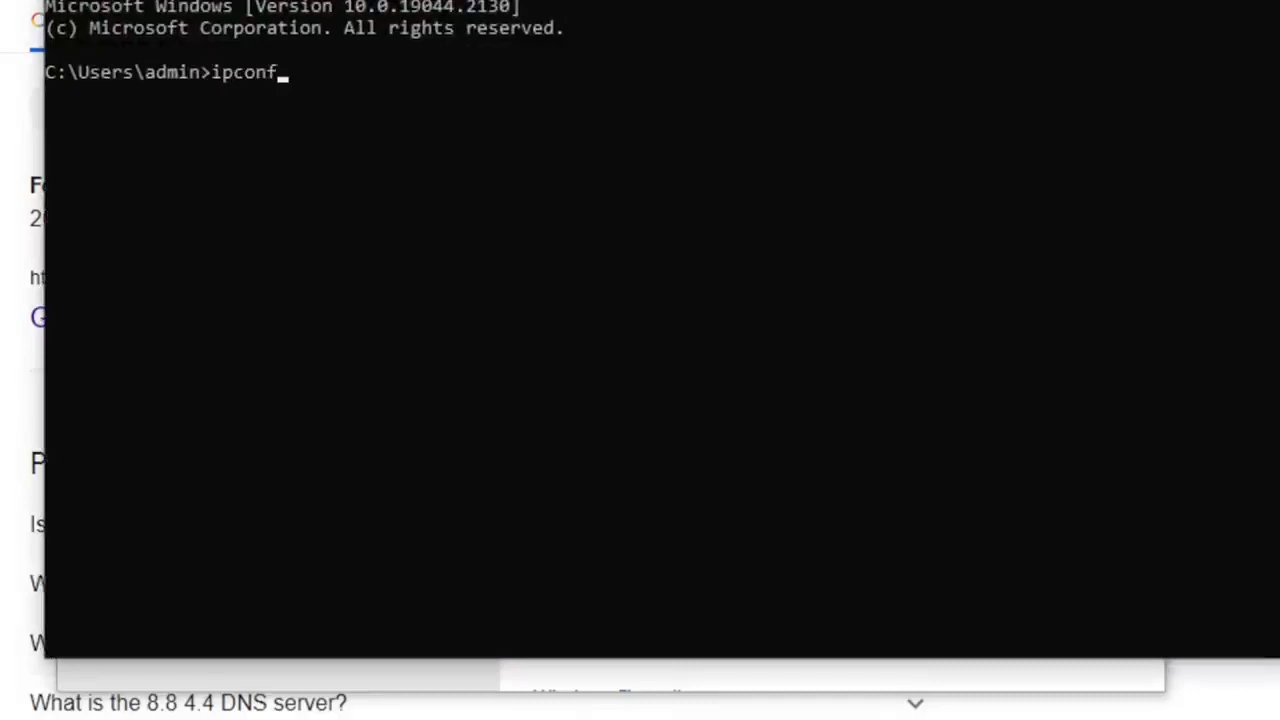 Microsoft Windows [Version 10.0.19044.2130]
(c) Microsoft Corporation. All rights reserved.
C:\Users\admin>ipconf
What is the 8.8 4.4 DNS server?